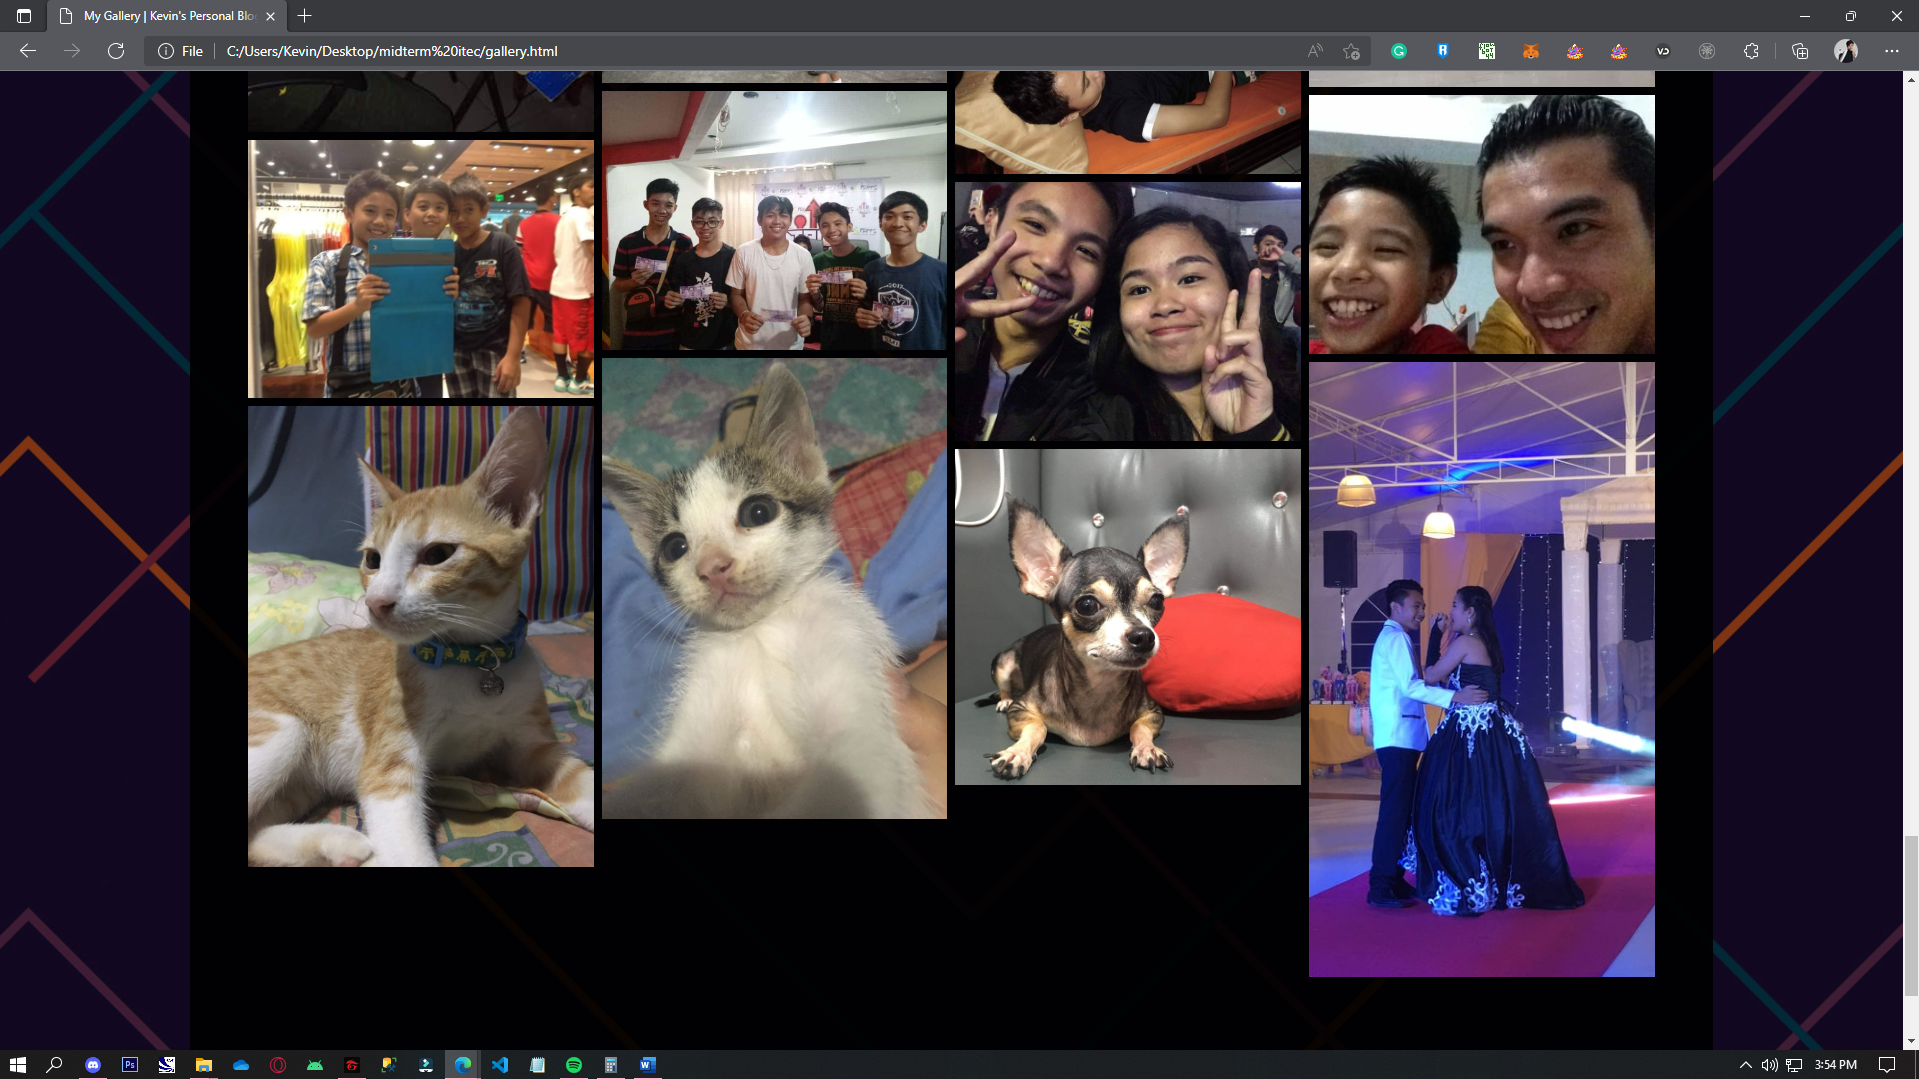 My Gallery | Kevin's Personal Blo
File
C:/Users/Kevin/Desktop/midterm%20itec/gallery.html
3:54 PM